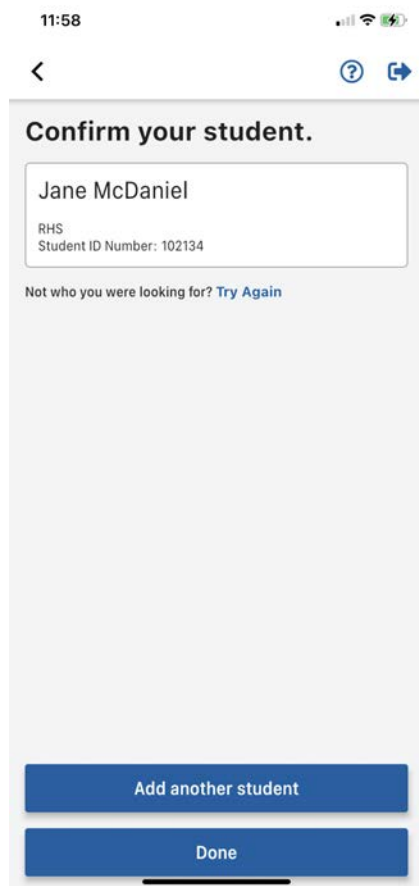 11:58
Confirm your student.
Jane McDaniel
RHS
Student ID Number: 102134
Not who you were looking for? Try Again
Add another student
Done